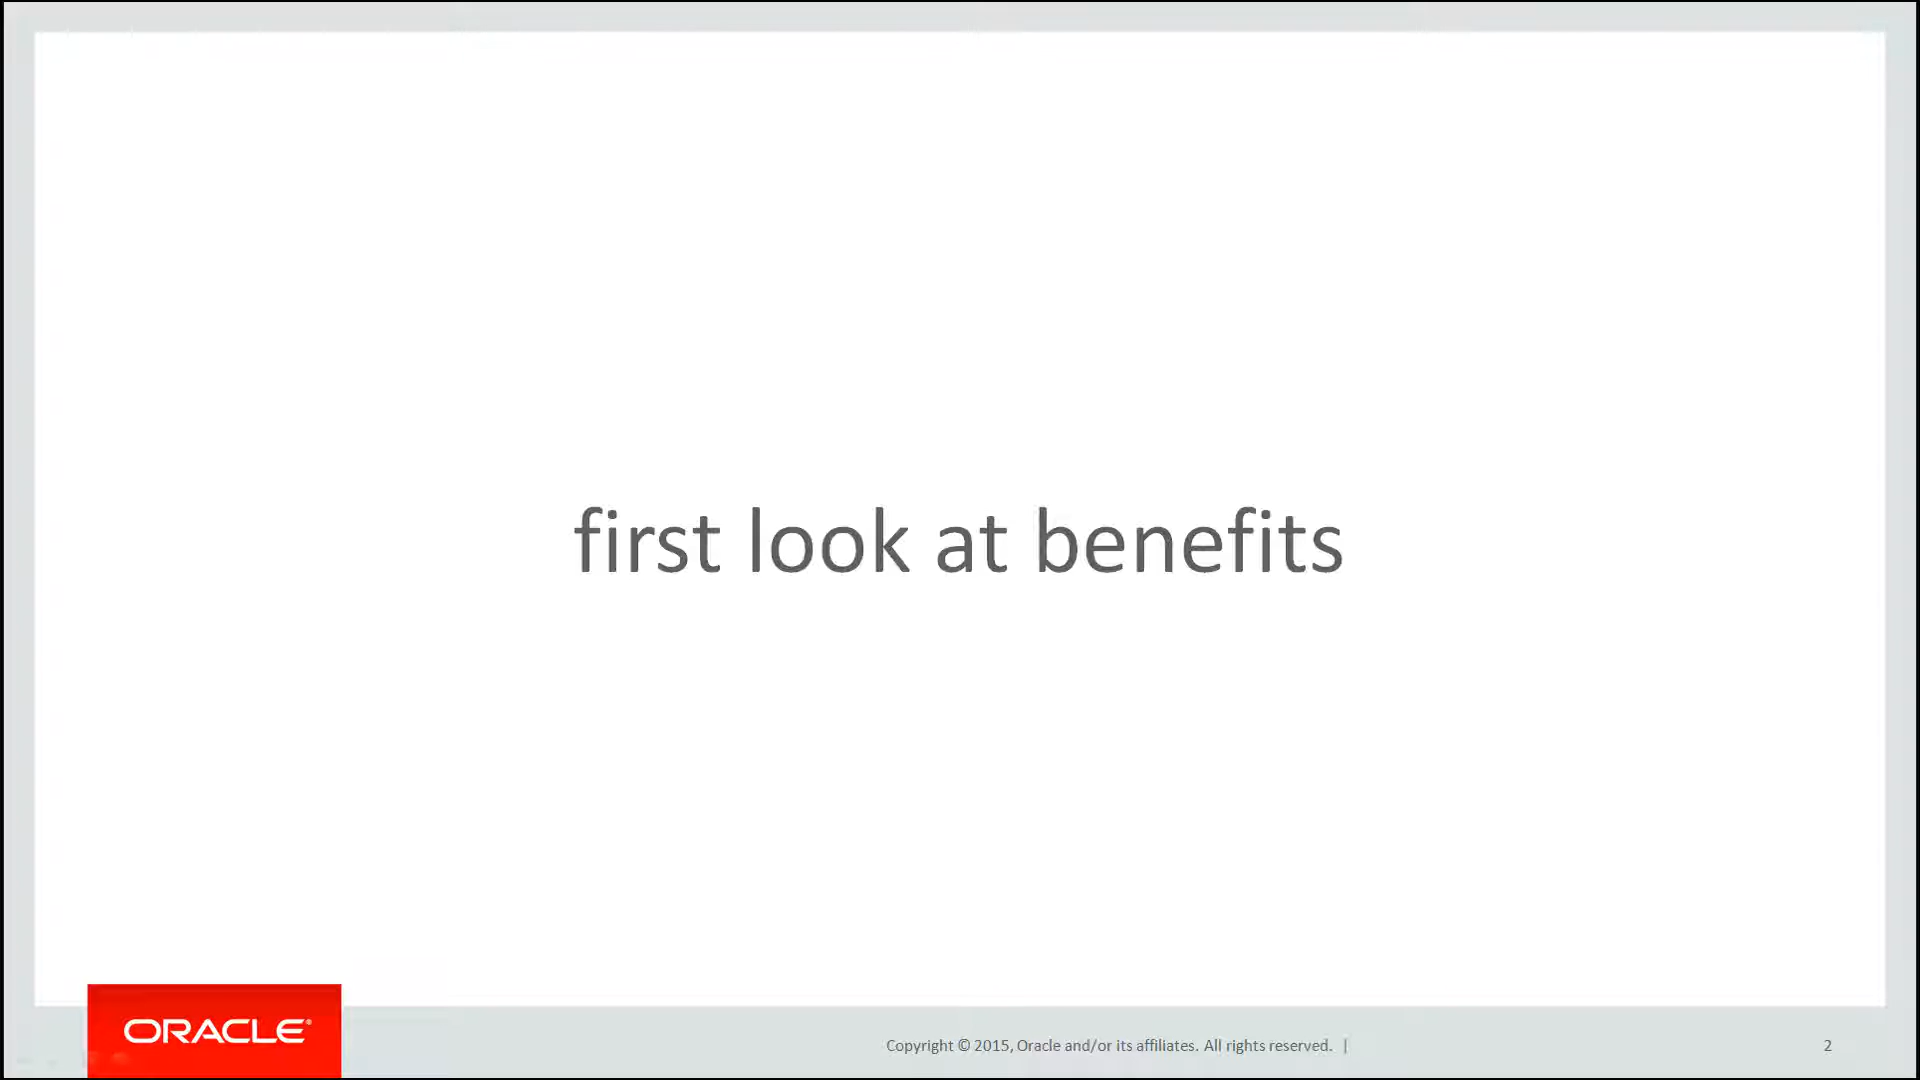 first look at benefits
ORACLE®
Copyright © 2015, Oracle and/or its affiliates. All rights reserved. |
2